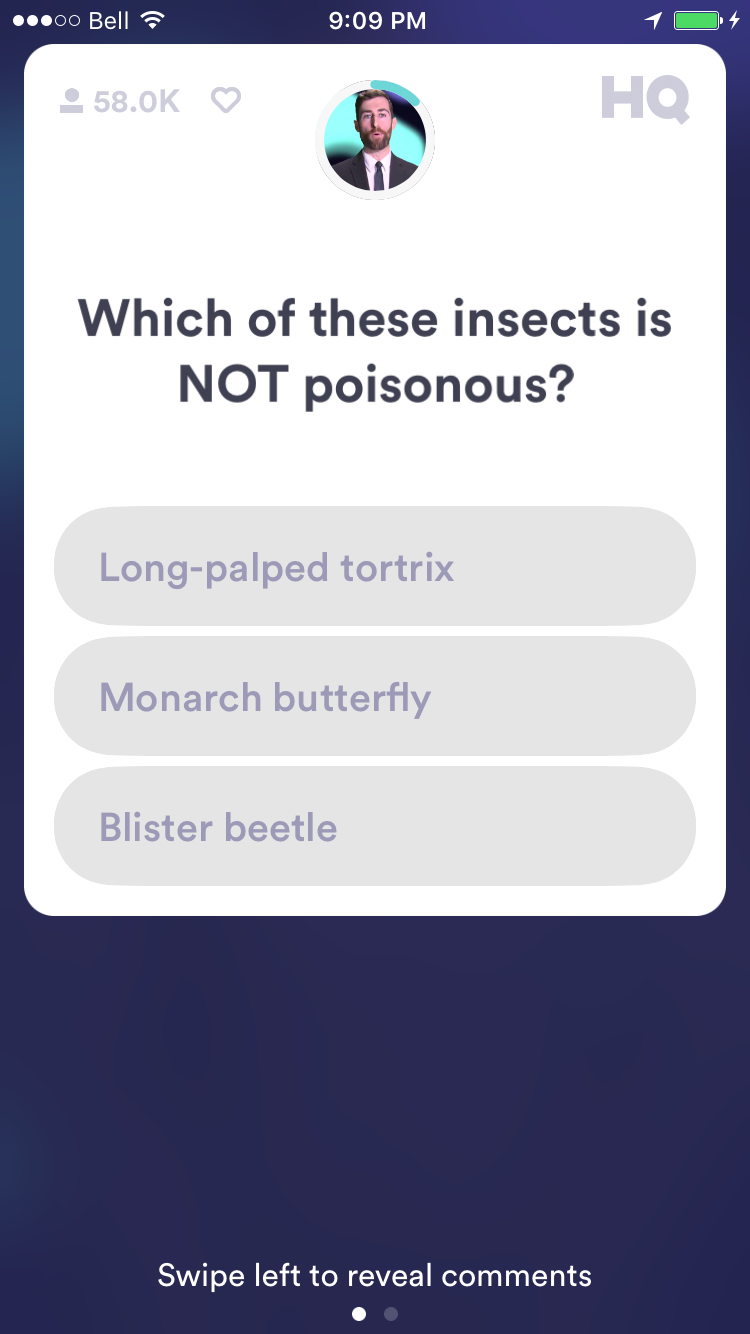 Bell 9:09 PM
58.0K HQ
Which of these insects is
NOT poisonous?
Long-palped tortrix
Monarch butterfly
Blister beetle
Swipe left to reveal comments